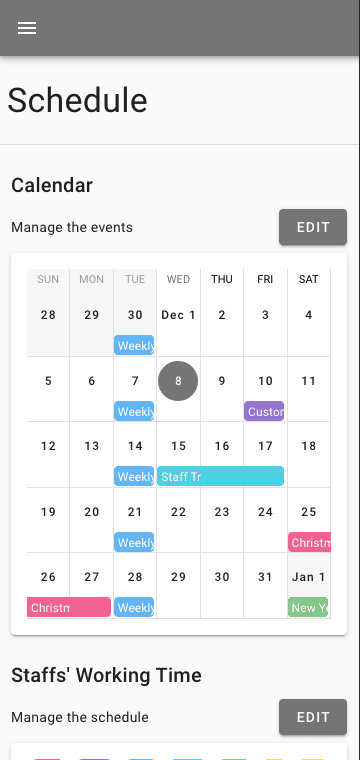 Schedule
Calendar
Manage the events
EDIT
SUN MON TUE WED THU FRI SAT
28 29 30 Dec 1 2 3 4
Weekly
5 6 7 8 9 10 11
Weekly Custor
12 13 14 15 16 17 18
Weekly Staff Tr
19 20 21 22 23 24 25
Weekly Christm
26 27 28 29 30 31 Jan 1
Christm Weekly New Ye
Staffs' Working Time
Manage the schedule
EDIT